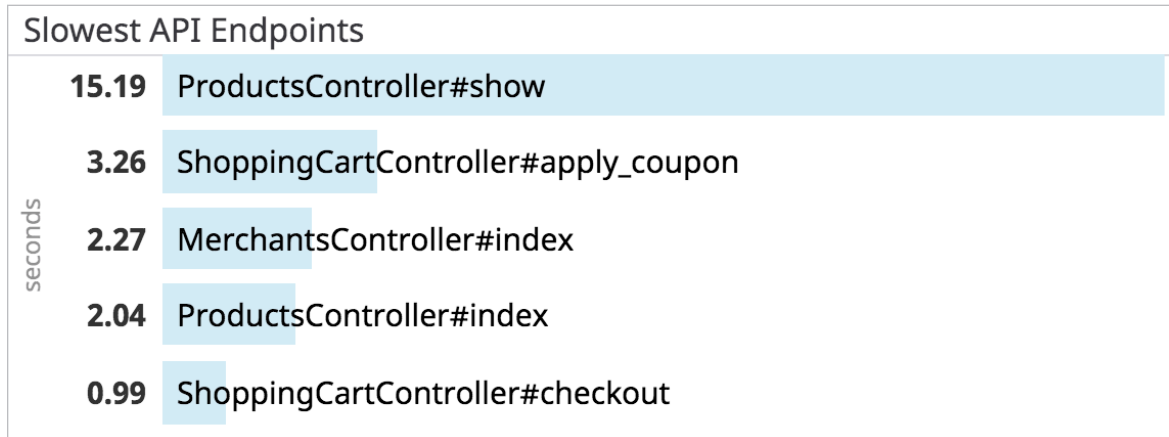 Slowest API Endpoints
15.19 ProductsController#show
3.26 ShoppingCartController#apply_coupon
seconds
2.27 MerchantsController#index
2.04 ProductsController#index
0.99 ShoppingCartController#checkout